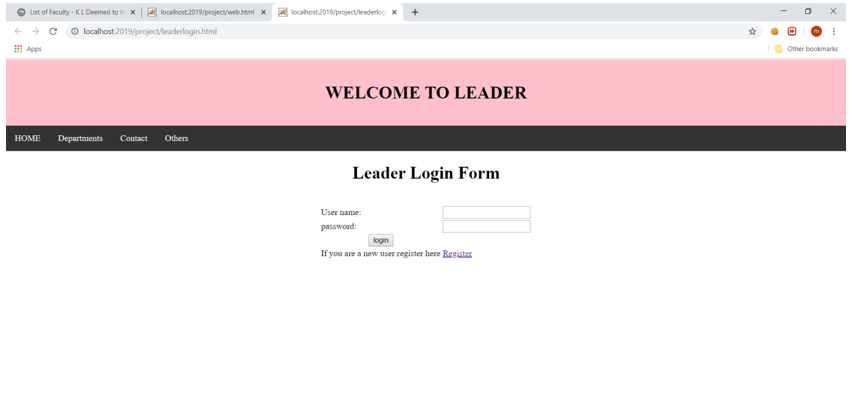 List of Faculty - K L Deemed to b
localhost:2019/project/web.html
localhost:2019/project/leaderlog
localhost:2019/project/leaderlogin.html
m
Apps
Other bookmarks
WELCOME TO LEADER
HOME Departments Contact Others
Leader Login Form
User name:
password:
login
If you are a new user register here Register